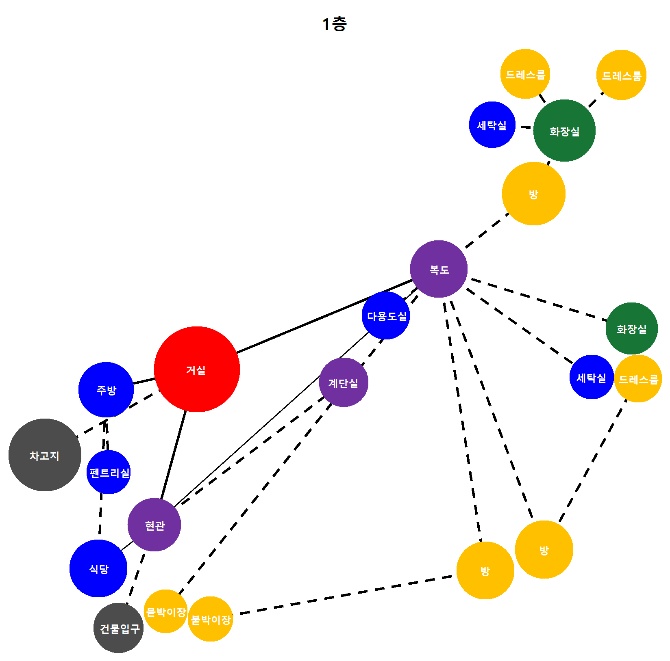 1층
드레스룸
드레스룸
세탁실
화장실
방
복도
다용도실
화장실
거실
계단실
주방
세탁실
드레스룸
차고지
펜트리실
현관
방
식당
방
붙박이장
붙박이장
건물입구